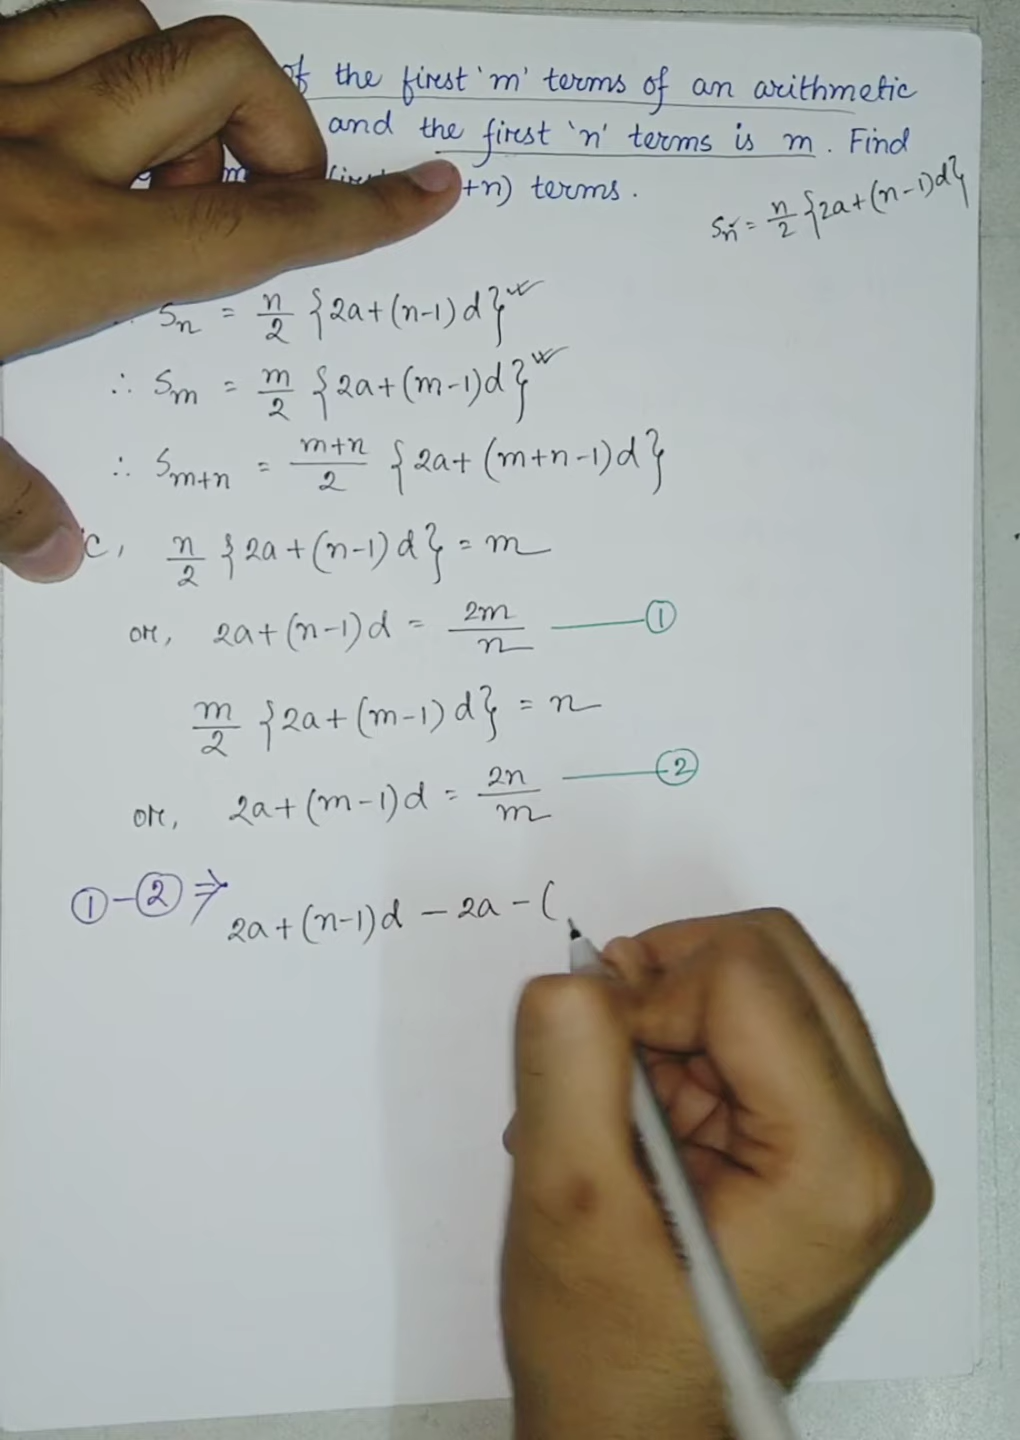 of the first 'm' terms of an arithmetic
and the first 'n' terms is m. Find
+n) terms.
Sn = n/2 {2a+(n-1)d}
Sn = n/2 {2a+(n-1)d}
∴ Sm = m/2 {2a+(m-1)d}
∴ Sm+n = m+n/2 {2a+(m+n-1)d}
n/2 {2a+(n-1)d} = m
or, 2a+(n-1)d = 2m/n — ①
m/2 {2a+(m-1)d} = n
or, 2a+(m-1)d = 2n/m — ②
①-② ⇒ 2a+(n-1)d - 2a - (